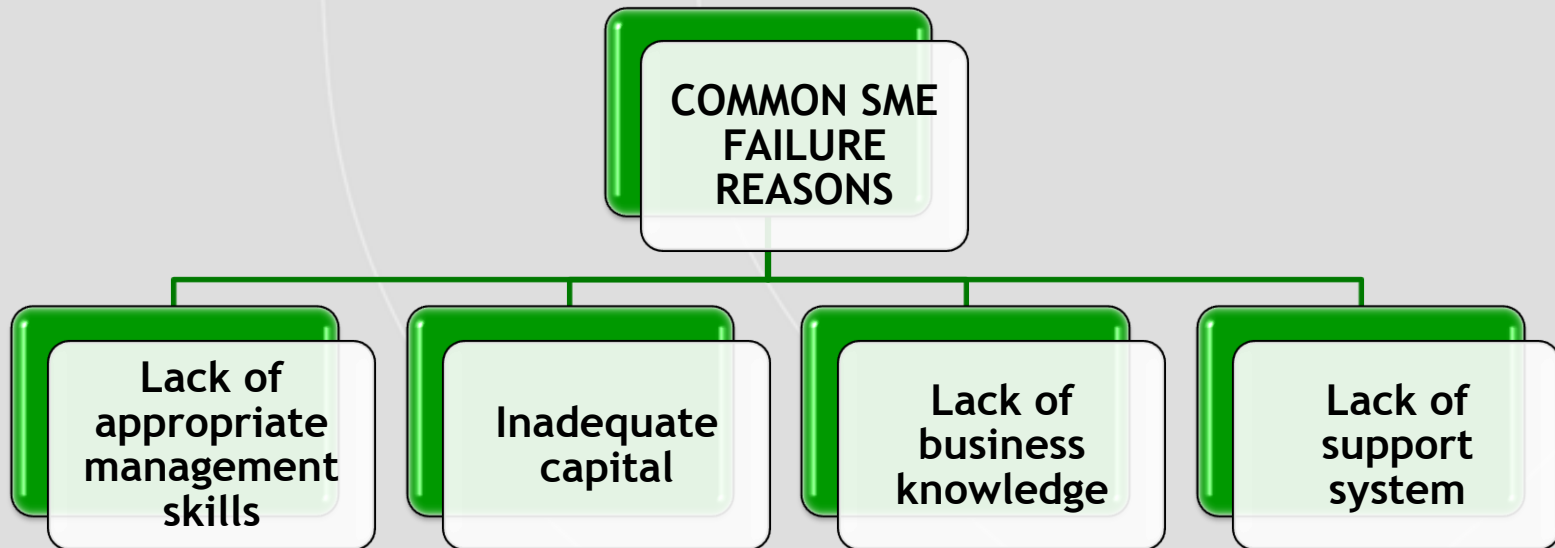 COMMON SME
FAILURE
REASONS
Lack of
appropriate
management
skills
Inadequate
capital
Lack of
business
knowledge
Lack of
support
system